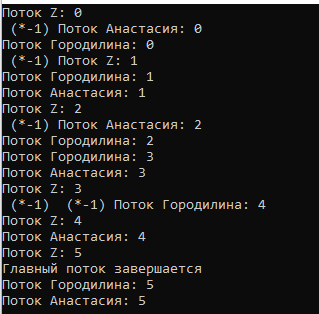 Поток Z: 0
(*-1) Поток Анастасия: 0
Поток Городилина: 0
(*-1) Поток Z: 1
Поток Городилина: 1
Поток Анастасия: 1
Поток Z: 2
(*-1) Поток Анастасия: 2
Поток Городилина: 2
Поток Городилина: 3
Поток Анастасия: 3
Поток Z: 3
(*-1)  (*-1) Поток Городилина: 4
Поток Z: 4
Поток Анастасия: 4
Поток Z: 5
Главный поток завершается
Поток Городилина: 5
Поток Анастасия: 5